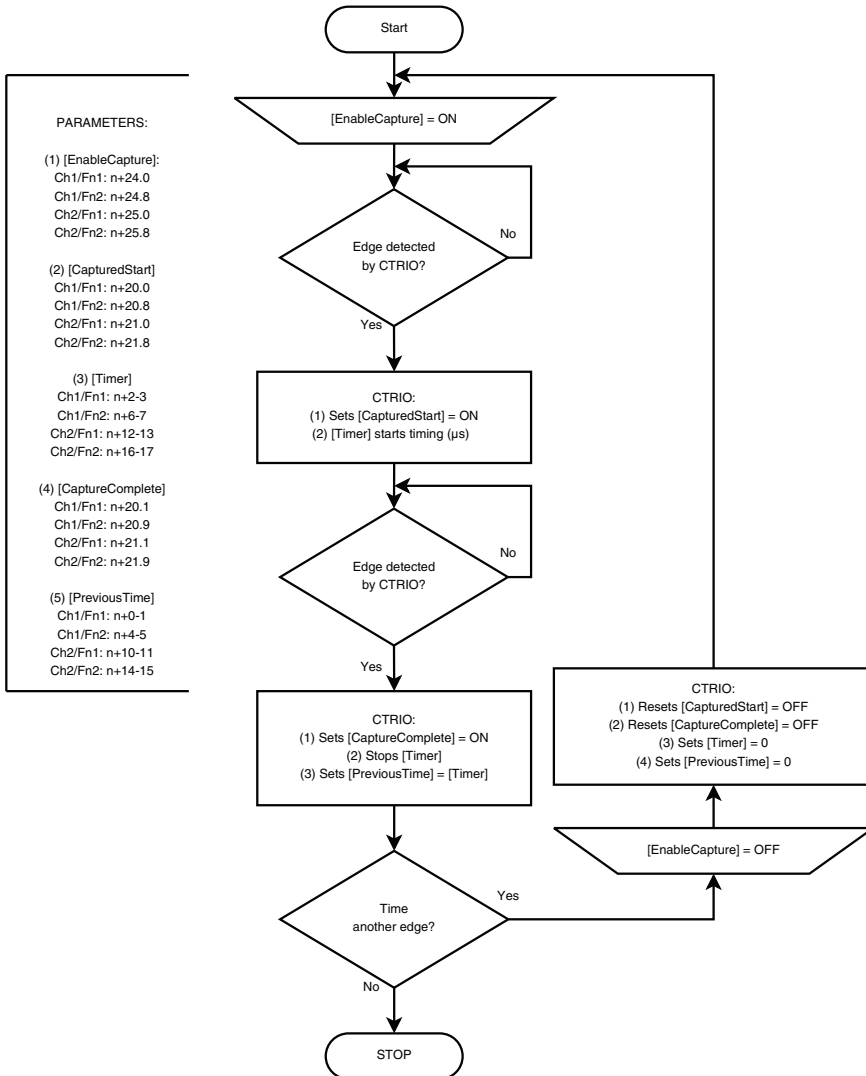 Start
PARAMETERS:
(1) [EnableCapture]:
Ch1/Fn1: n+24.0
Ch1/Fn2: n+24.8
Ch2/Fn1: n+25.0
Ch2/Fn2: n+25.8
(2) [CapturedStart]
Ch1/Fn1: n+20.0
Ch1/Fn2: n+20.8
Ch2/Fn1: n+21.0
Ch2/Fn2: n+21.8
(3) [Timer]
Ch1/Fn1: n+2-3
Ch1/Fn2: n+6-7
Ch2/Fn1: n+12-13
Ch2/Fn2: n+16-17
(4) [CaptureComplete]
Ch1/Fn1: n+20.1
Ch1/Fn2: n+20.9
Ch2/Fn1: n+21.1
Ch2/Fn2: n+21.9
(5) [PreviousTime]
Ch1/Fn1: n+0-1
Ch1/Fn2: n+4-5
Ch2/Fn1: n+10-11
Ch2/Fn2: n+14-15
[EnableCapture] = ON
Edge detected
by CTRIO?
No
Yes
CTRIO:
(1) Sets [CapturedStart] = ON
(2) [Timer] starts timing (µs)
Edge detected
by CTRIO?
No
Yes
CTRIO:
(1) Sets [CaptureComplete] = ON
(2) Stops [Timer]
(3) Sets [PreviousTime] = [Timer]
Time
another edge?
Yes
No
STOP
[EnableCapture] = OFF
CTRIO:
(1) Resets [CapturedStart] = OFF
(2) Resets [CaptureComplete] = OFF
(3) Sets [Timer] = 0
(4) Sets [PreviousTime] = 0